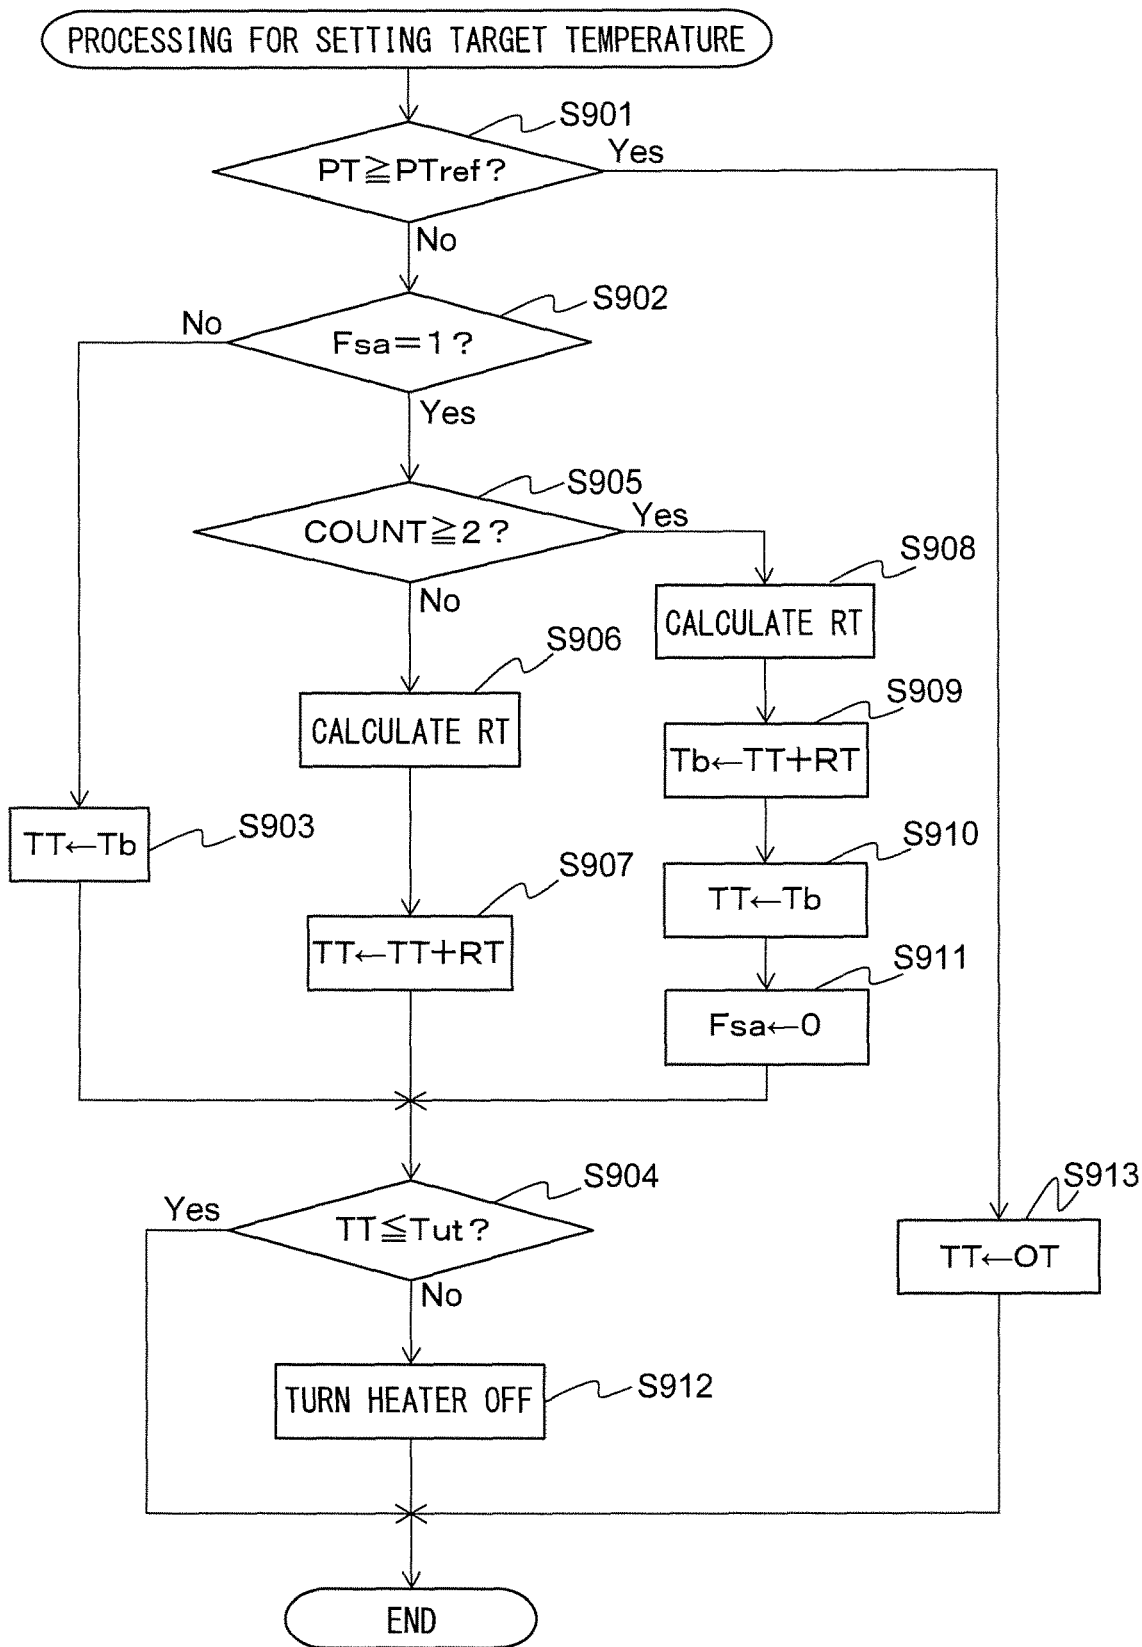 PROCESSING FOR SETTING TARGET TEMPERATURE
S901
PT≧PTref?
Yes
No
S902
No
Fsa=1?
Yes
S905
COUNT≧2?
Yes
No
S908
CALCULATE RT
S906
CALCULATE RT
S909
Tb←TT+RT
S903
TT←Tb
S910
TT←Tb
S907
TT←TT+RT
S911
Fsa←0
S904
Yes
TT≦Tut?
No
S913
TT←OT
S912
TURN HEATER OFF
END